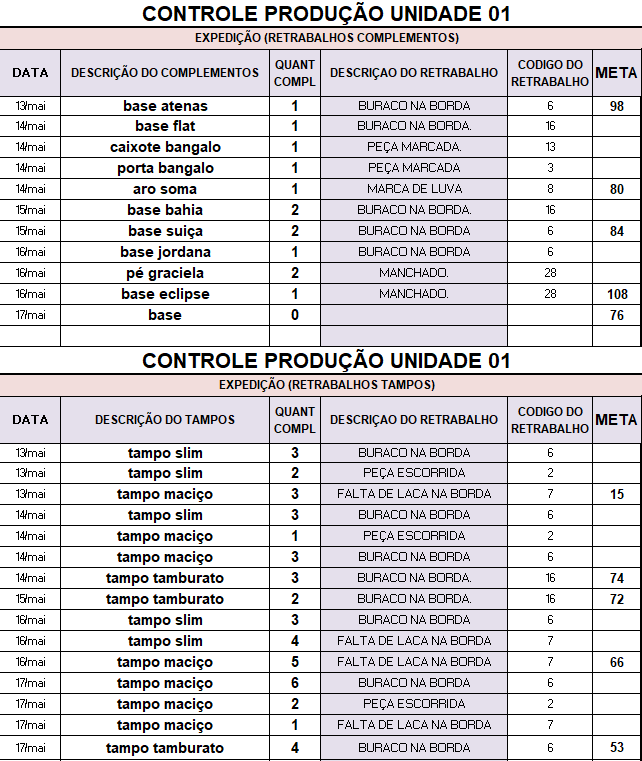 CONTROLE PRODUÇÃO UNIDADE 01
EXPEDIÇÃO (RETRABALHOS COMPLEMENTOS)
DATA DESCRIÇÃO DO COMPLEMENTOS QUANT COMPL DESCRIÇAO DO RETRABALHO CODIGO DO RETRABALHO META
13/mai base atenas 1 BURACO NA BORDA 6 98
14/mai base flat 1 BURACO NA BORDA. 16
14/mai caixote bangalo 1 PEÇA MARCADA. 13
14/mai porta bangalo 1 PEÇA MARCADA 3
14/mai aro soma 1 MARCA DE LUVA 8 80
15/mai base bahia 2 BURACO NA BORDA. 16
15/mai base suiça 2 BURACO NA BORDA 6 84
16/mai base jordana 1 BURACO NA BORDA 6
16/mai pé graciela 2 MANCHADO. 28
16/mai base eclipse 1 MANCHADO. 28 108
17/mai base 0 76
CONTROLE PRODUÇÃO UNIDADE 01
EXPEDIÇÃO (RETRABALHOS TAMPOS)
DATA DESCRIÇÃO DO TAMPOS QUANT COMPL DESCRIÇAO DO RETRABALHO CODIGO DO RETRABALHO META
13/mai tampo slim 3 BURACO NA BORDA 6
13/mai tampo slim 2 PEÇA ESCORRIDA 2
13/mai tampo maciço 3 FALTA DE LACA NA BORDA 7 15
14/mai tampo slim 3 BURACO NA BORDA 6
14/mai tampo maciço 1 PEÇA ESCORRIDA 2
14/mai tampo maciço 3 BURACO NA BORDA 6
14/mai tampo tamburato 3 BURACO NA BORDA. 16 74
15/mai tampo tamburato 2 BURACO NA BORDA. 16 72
16/mai tampo slim 3 BURACO NA BORDA 6
16/mai tampo slim 4 FALTA DE LACA NA BORDA 7
16/mai tampo maciço 5 FALTA DE LACA NA BORDA 7 66
17/mai tampo maciço 6 BURACO NA BORDA 6
17/mai tampo maciço 2 PEÇA ESCORRIDA 2
17/mai tampo maciço 1 FALTA DE LACA NA BORDA 7
17/mai tampo tamburato 4 BURACO NA BORDA 6 53